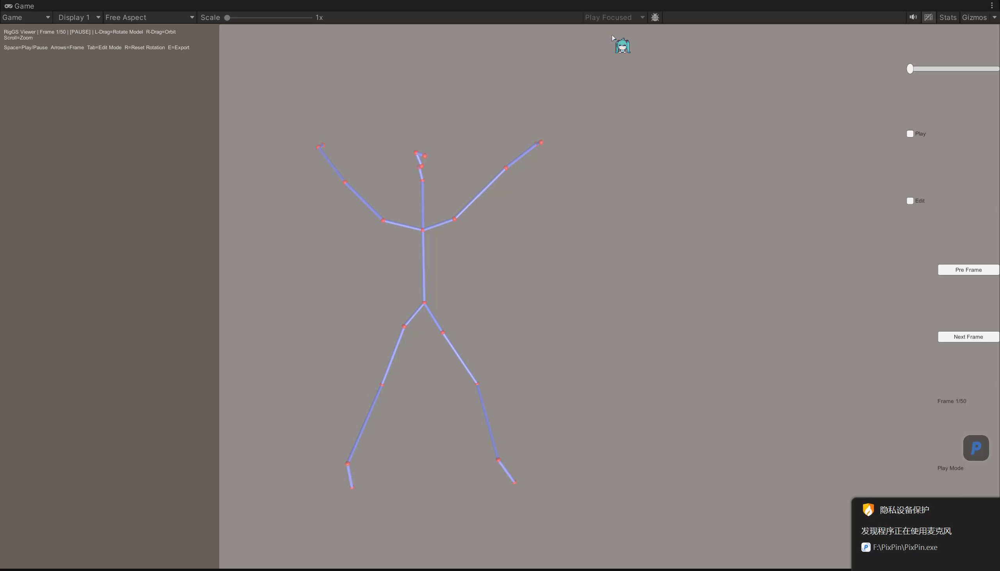 Game
Game Display 1 Free Aspect Scale 1x Play Focused Stats Gizmos
RigGS Viewer | Frame 1/50 | [PAUSE] | L-Drag=Rotate Model R-Drag=Orbit
Scroll=Zoom
Space=Play/Pause Arrows=Frame Tab=Edit Mode R=Reset Rotation E=Export
Play
Edit
Pre Frame
Next Frame
Frame 1/50
P
Play Mode
隐私设备保护
发现程序正在使用麦克风
P F:\PixPin\PixPin.exe